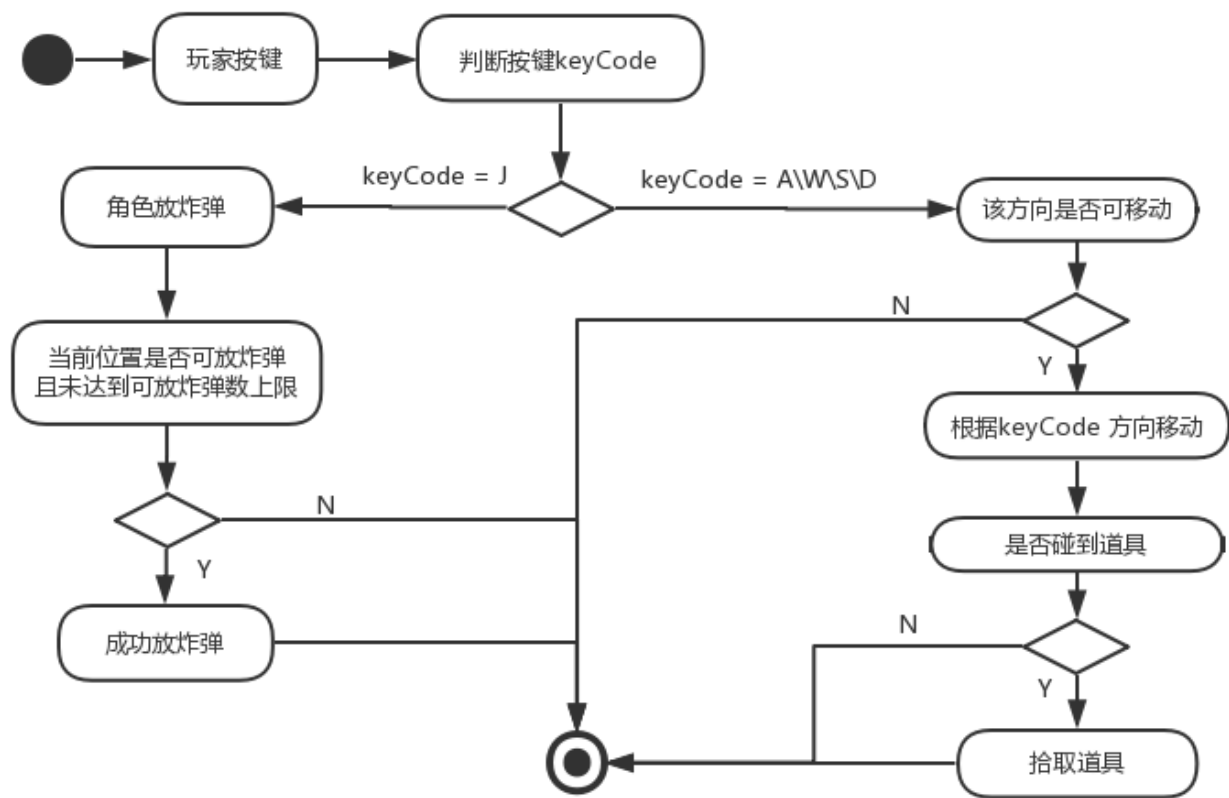 玩家按键
判断按键keyCode
keyCode = J
keyCode = A\W\S\D
角色放炸弹
该方向是否可移动
N
Y
当前位置是否可放炸弹
且未达到可放炸弹数上限
根据keyCode 方向移动
N
Y
是否碰到道具
成功放炸弹
N
Y
拾取道具